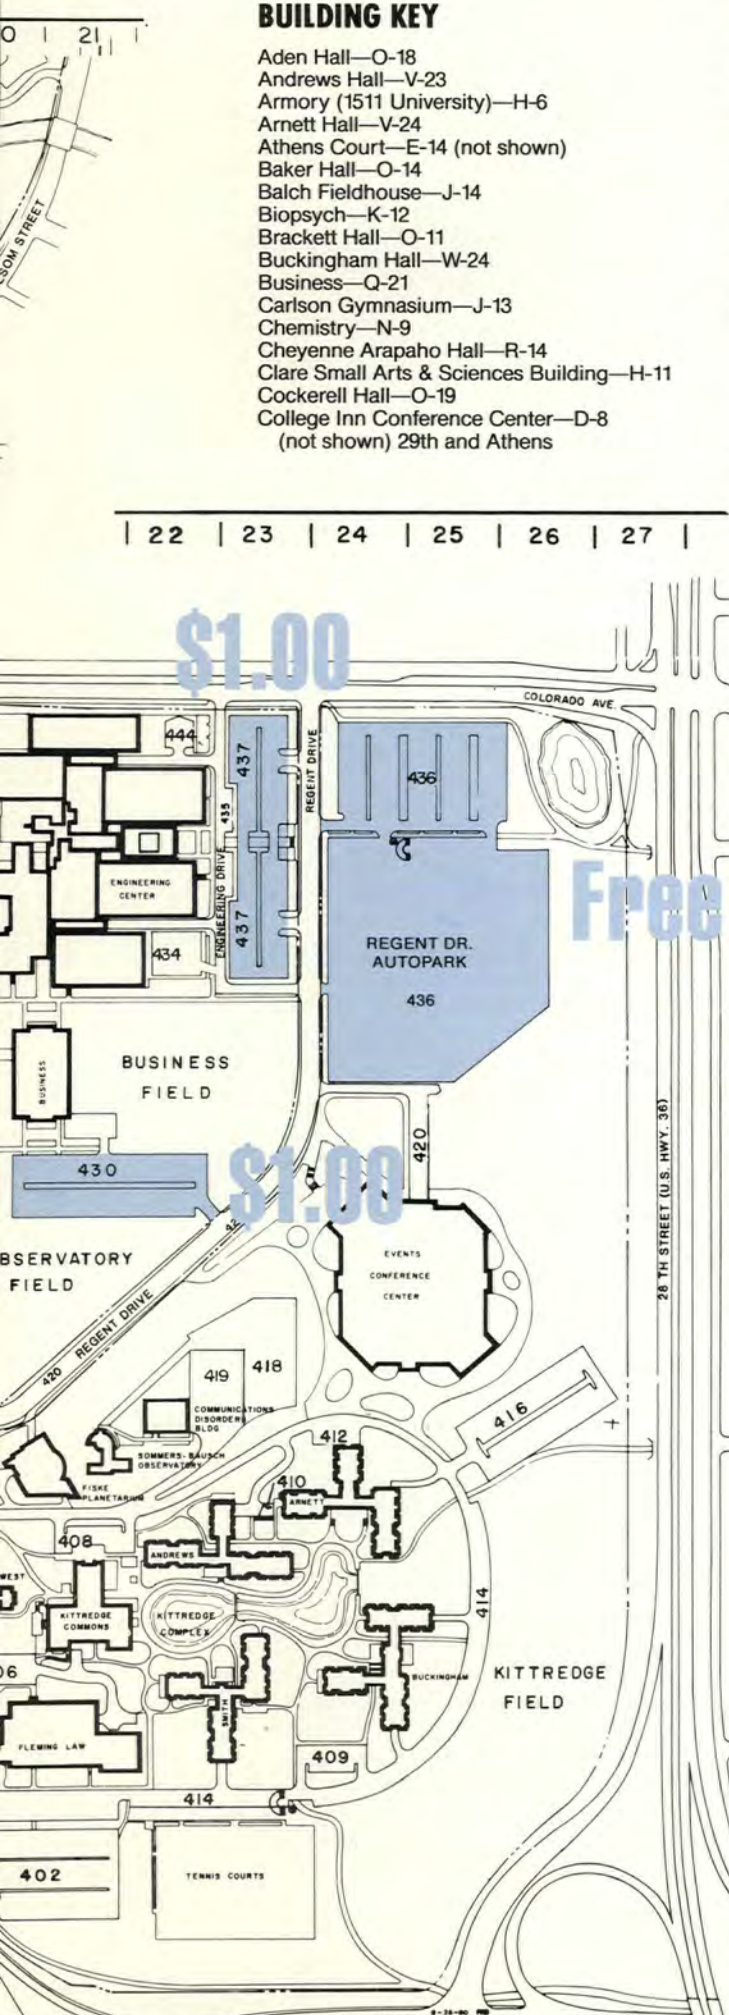 BUILDING KEY
Aden Hall—O-18
Andrews Hall—V-23
Armory (1511 University)—H-6
Arnett Hall—V-24
Athens Court—E-14 (not shown)
Baker Hall—O-14
Balch Fieldhouse—J-14
Biopsych—K-12
Brackett Hall—O-11
Buckingham Hall—W-24
Business—Q-21
Carlson Gymnasium—J-13
Chemistry—N-9
Cheyenne Arapaho Hall—R-14
Clare Small Arts & Sciences Building—H-11
Cockerell Hall—O-19
College Inn Conference Center—D-8
(not shown) 29th and Athens
0 | 21 |
SOM STREET
| 22 | 23 | 24 | 25 | 26 | 27 |
$1.00
COLORADO AVE.
444
437
REGENT DRIVE
436
435
ENGINEERING
CENTER
ENGINEERING DRIVE
Free
437
434
REGENT DR.
AUTOPARK
436
BUSINESS
BUSINESS
FIELD
28 TH STREET (U.S. HWY. 36)
420
430
$1.00
42
BSERVATORY
FIELD
EVENTS
CONFERENCE
CENTER
420
REGENT DRIVE
419
418
416
COMMUNICATIONS
DISORDERS
BLDG
412
SOMMERS-BAUSCH
OBSERVATORY
FISKE
PLANETARIUM
410
ARNETT
408
ANDREWS
WEST
414
KITTREDGE
COMMONS
KITTREDGE
COMPLEX
06
BUCKINGHAM
KITTREDGE
FIELD
SMITH
FLEMING LAW
409
414
402
TENNIS COURTS